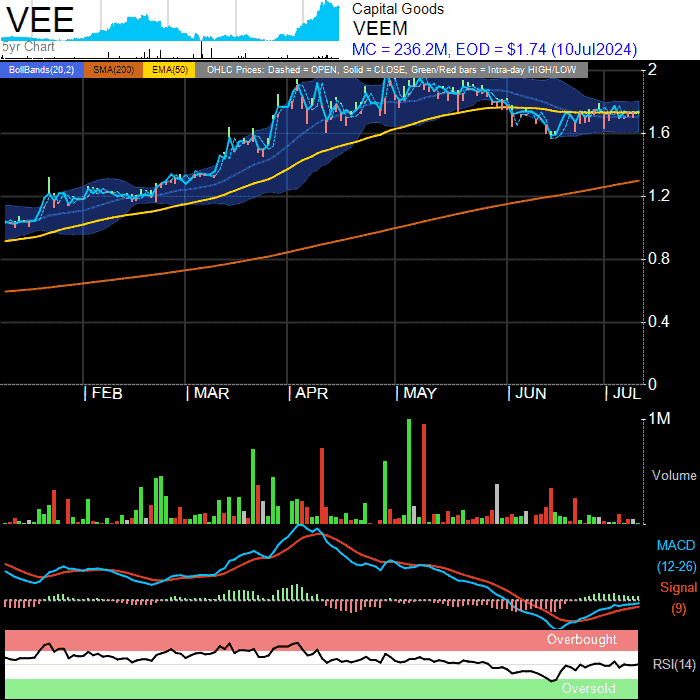 VEE
5yr Chart
Capital Goods
VEEM
MC = 236.2M, EOD = $1.74 (10Jul2024)
BollBands(20,2) SMA(200) EMA(50) OHLC Prices: Dashed = OPEN, Solid = CLOSE, Green/Red bars = Intra-day HIGH/LOW
2
1.6
1.2
0.8
0.4
0
FEB MAR APR MAY JUN JUL
1M
Volume
MACD
(12-26)
Signal
(9)
Overbought
RSI(14)
Oversold